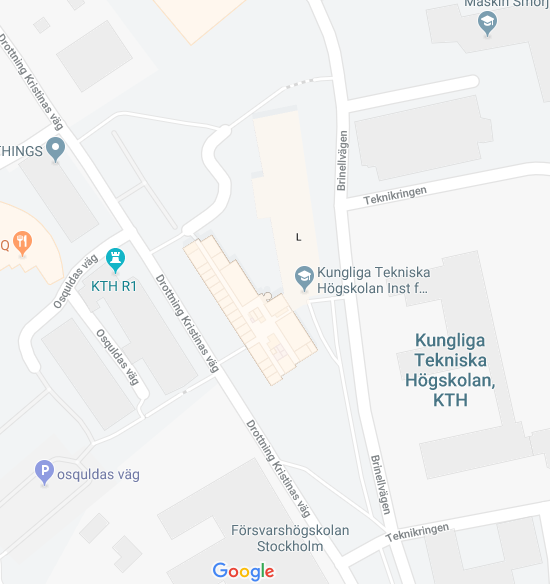 Maskin Smörj
Drottning Kristinas väg
THINGS
Brinellvägen
Teknikringen
L
Q
KTH R1
Osquldas väg
Kungliga Tekniska
Högskolan Inst f...
Drottning Kristinas väg
Osquldas väg
Kungliga
Tekniska
Högskolan,
KTH
P
osquldas väg
Drottning Kristinas väg
Brinellvägen
Försvarshögskolan
Stockholm
Teknikringen
Google